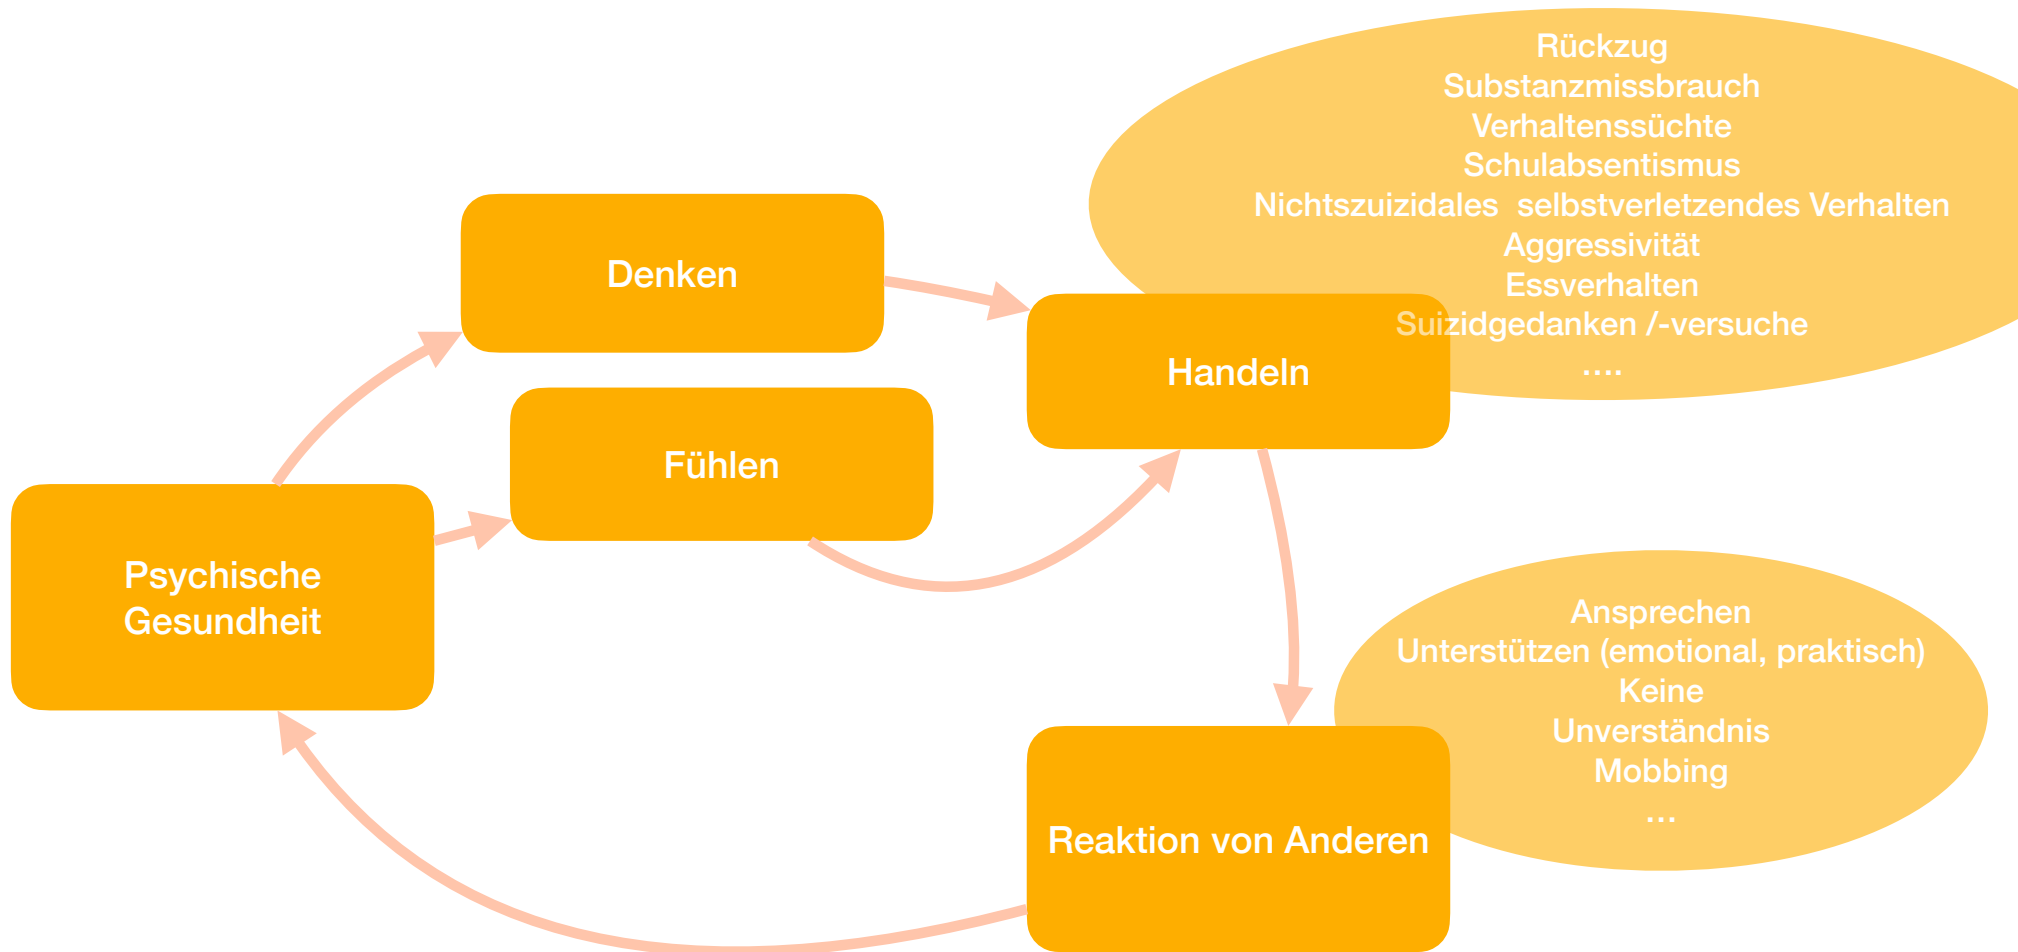 Rückzug
Substanzmissbrauch
Verhaltenssüchte
Schulabsentismus
Nichtszuizidales  selbstverletzendes Verhalten
Aggressivität
Essverhalten
Suizidgedanken /-versuche
....
Denken
Handeln
Fühlen
Psychische
Gesundheit
Ansprechen
Unterstützen (emotional, praktisch)
Keine
Unverständnis
Mobbing
...
Reaktion von Anderen